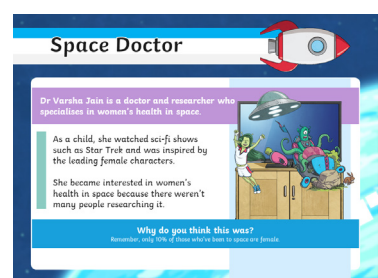 Space Doctor
Dr Varsha Jain is a doctor and researcher who
specialises in women's health in space.
As a child, she watched sci-fi shows
such as Star Trek and was inspired by
the leading female characters.
She became interested in women's
health in space because there weren't
many people researching it.
Why do you think this was?
Remember, only 10% of those who've been to space are female.